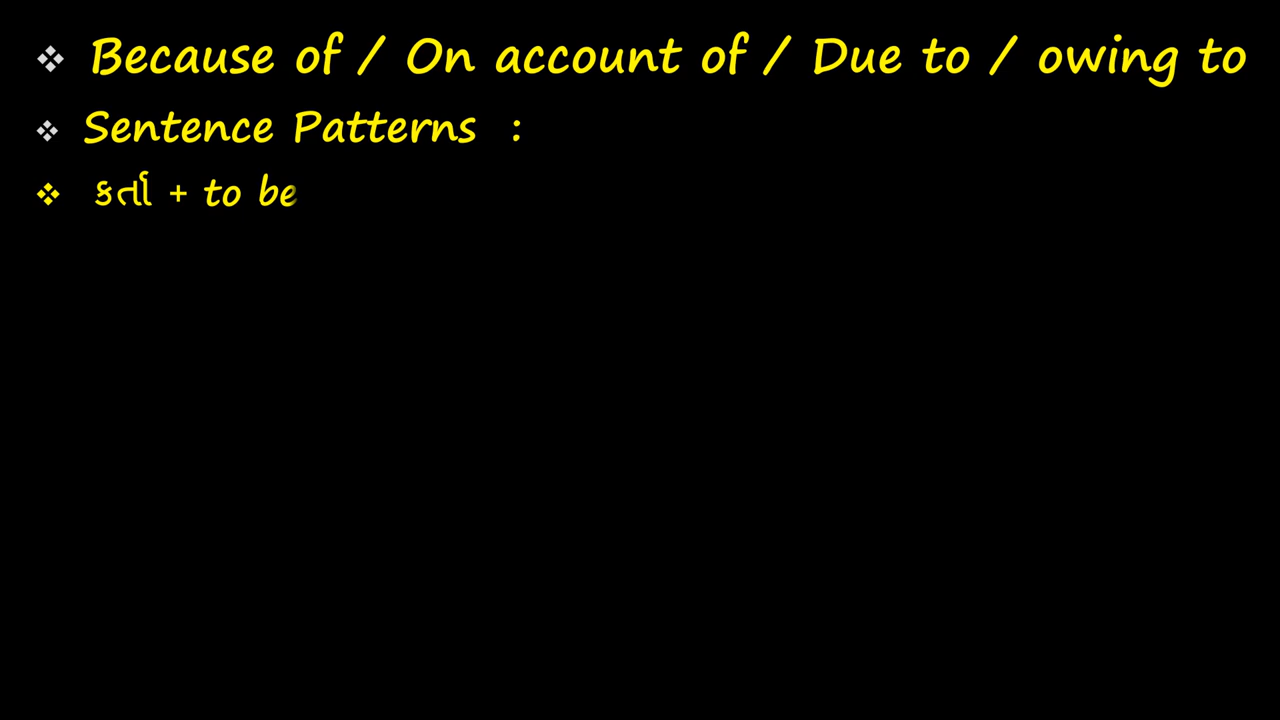 ❖ Because of / On account of / Due to / owing to
❖ Sentence Patterns :
❖ કર્તા + to be